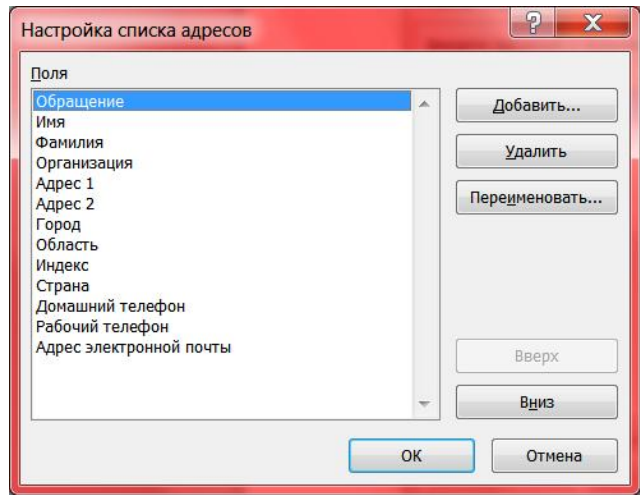 Настройка списка адресов
Поля
Обращение
Имя
Фамилия
Организация
Адрес 1
Адрес 2
Город
Область
Индекс
Страна
Домашний телефон
Рабочий телефон
Адрес электронной почты
Добавить...
Удалить
Переименовать...
Вверх
Вниз
ОК
Отмена